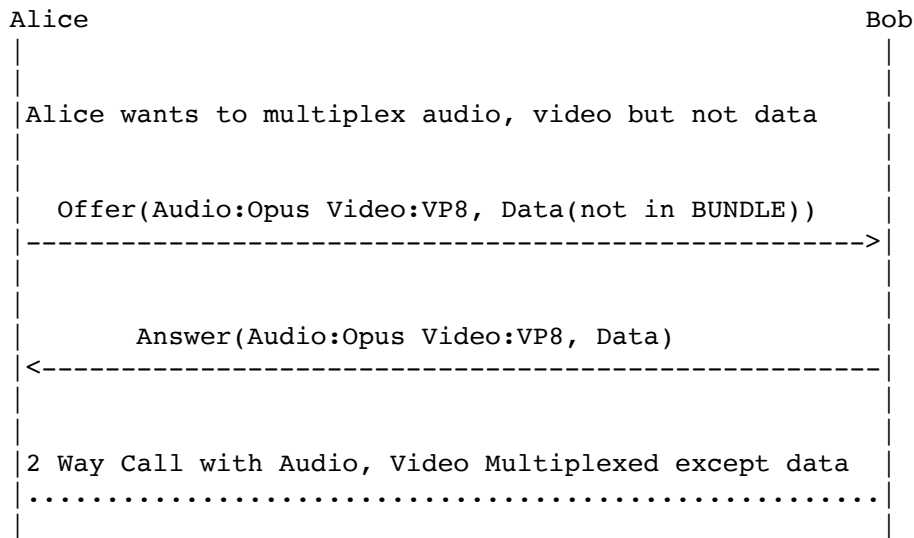 Alice Bob
Alice wants to multiplex audio, video but not data
Offer(Audio:Opus Video:VP8, Data(not in BUNDLE))
Answer(Audio:Opus Video:VP8, Data)
2 Way Call with Audio, Video Multiplexed except data